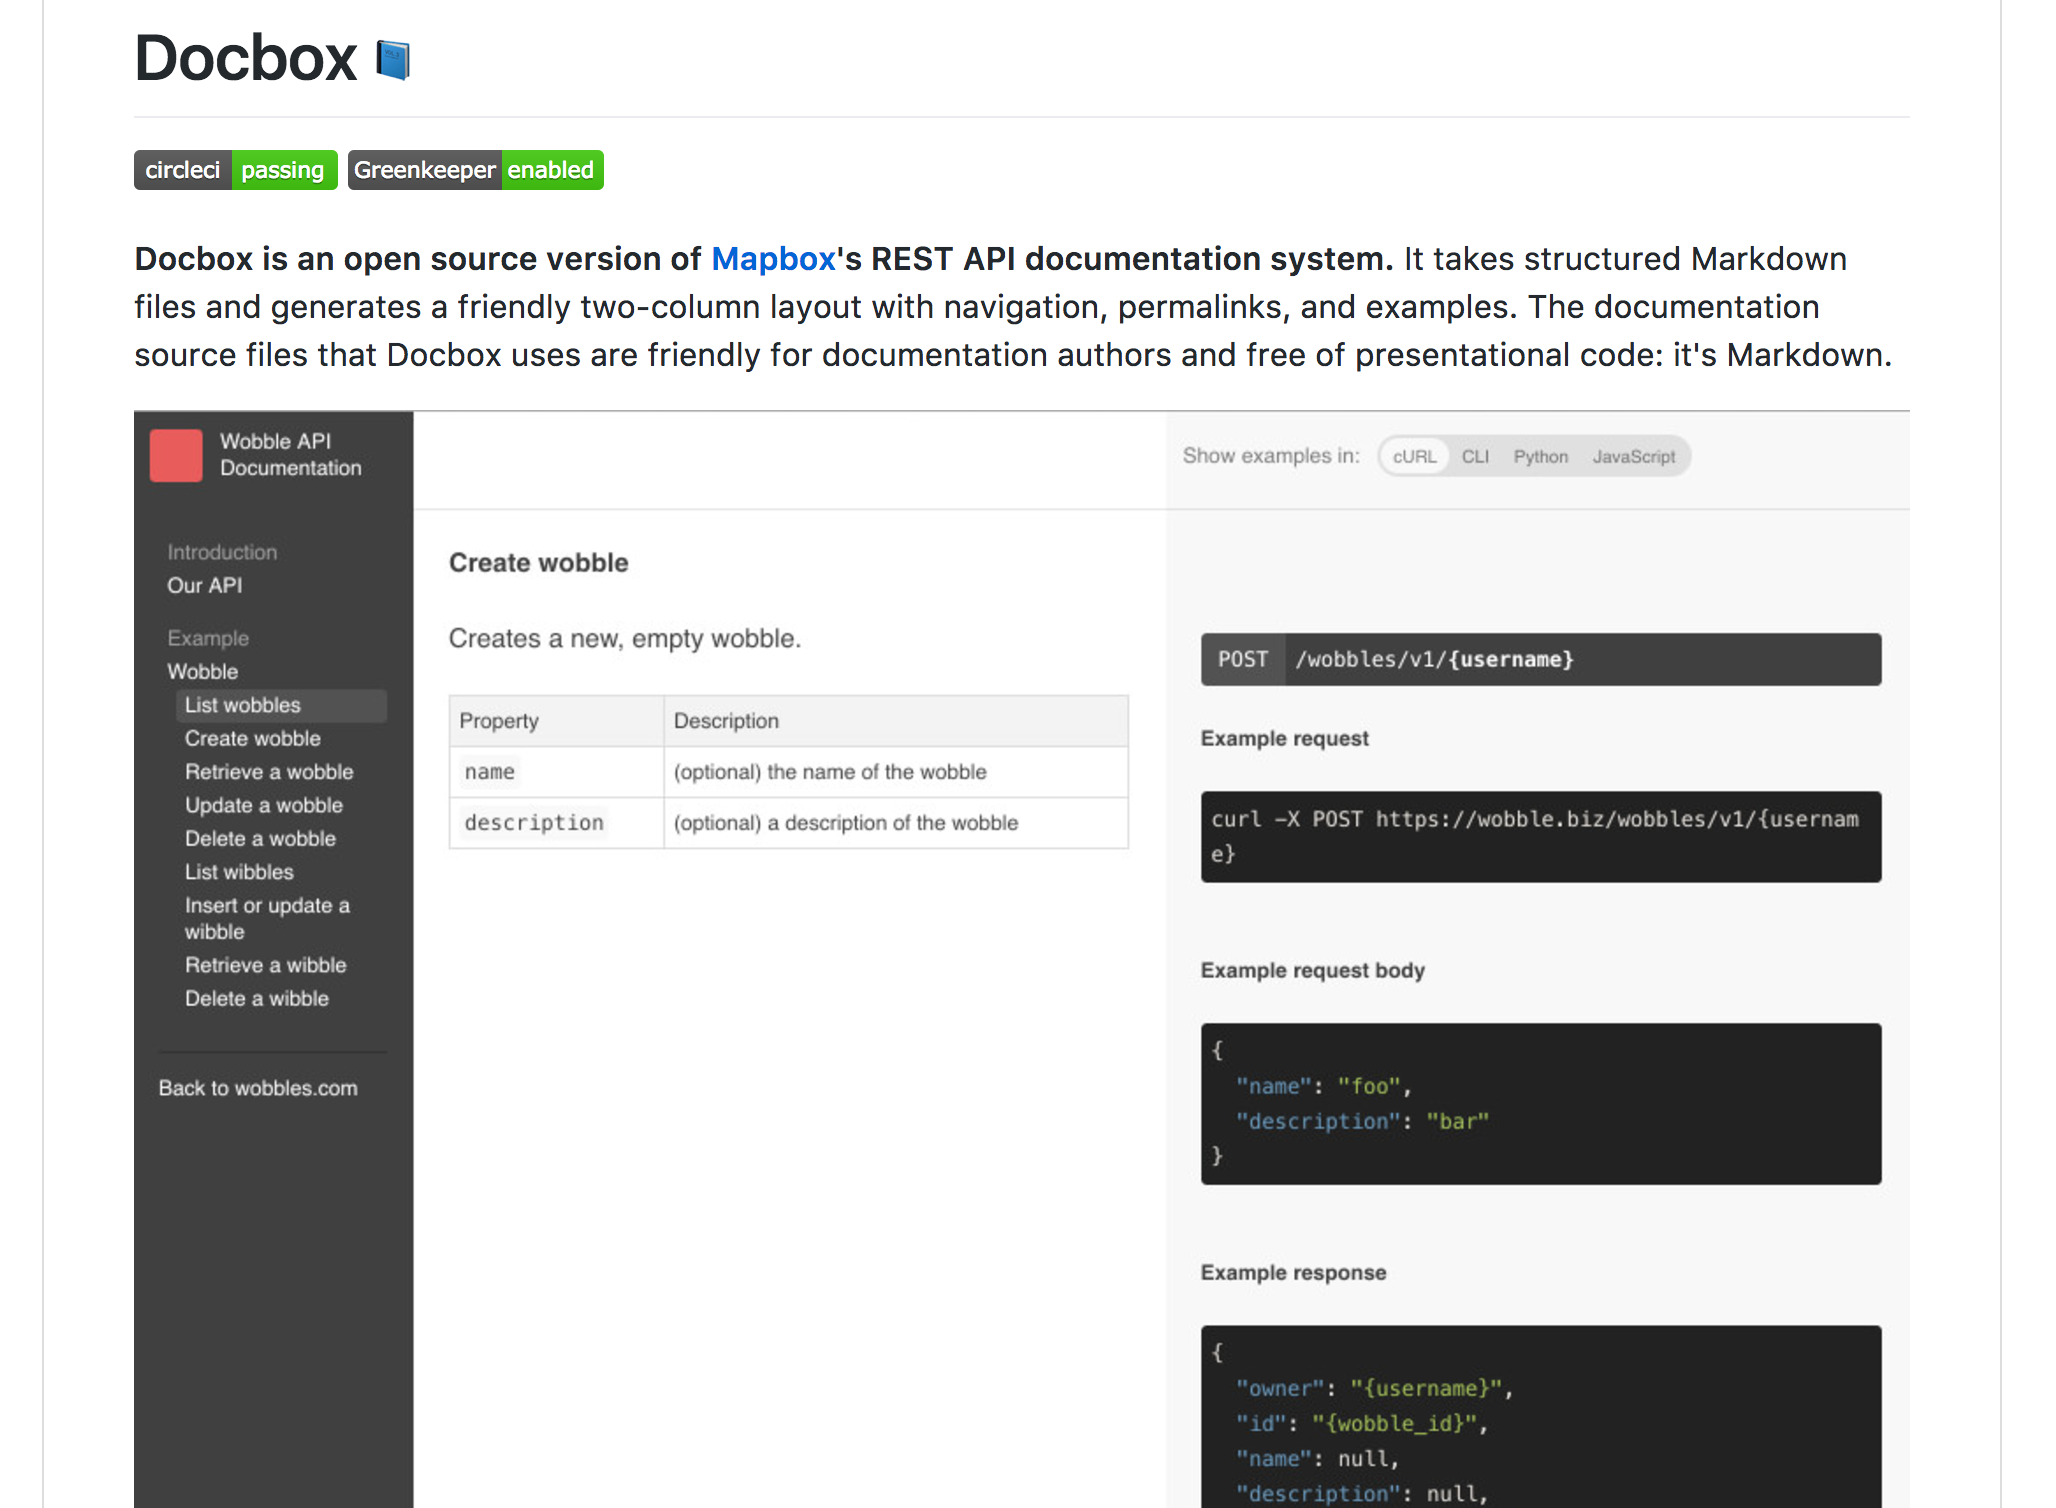 Docbox
circleci passing Greenkeeper enabled
Docbox is an open source version of Mapbox's REST API documentation system. It takes structured Markdown
files and generates a friendly two-column layout with navigation, permalinks, and examples. The documentation
source files that Docbox uses are friendly for documentation authors and free of presentational code: it's Markdown.
Wobble API
Documentation
Introduction
Our API
Example
Wobble
List wobbles
Create wobble
Retrieve a wobble
Update a wobble
Delete a wobble
List wibbles
Insert or update a
wibble
Retrieve a wibble
Delete a wibble
Back to wobbles.com
Create wobble
Creates a new, empty wobble.
Property Description
name (optional) the name of the wobble
description (optional) a description of the wobble
Show examples in: cURL CLI Python JavaScript
POST /wobbles/v1/{username}
Example request
curl -X POST https://wobble.biz/wobbles/v1/{usernam
e}
Example request body
{
"name": "foo",
"description": "bar"
}
Example response
{
"owner": "{username}",
"id": "{wobble_id}",
"name": null,
"description": null,